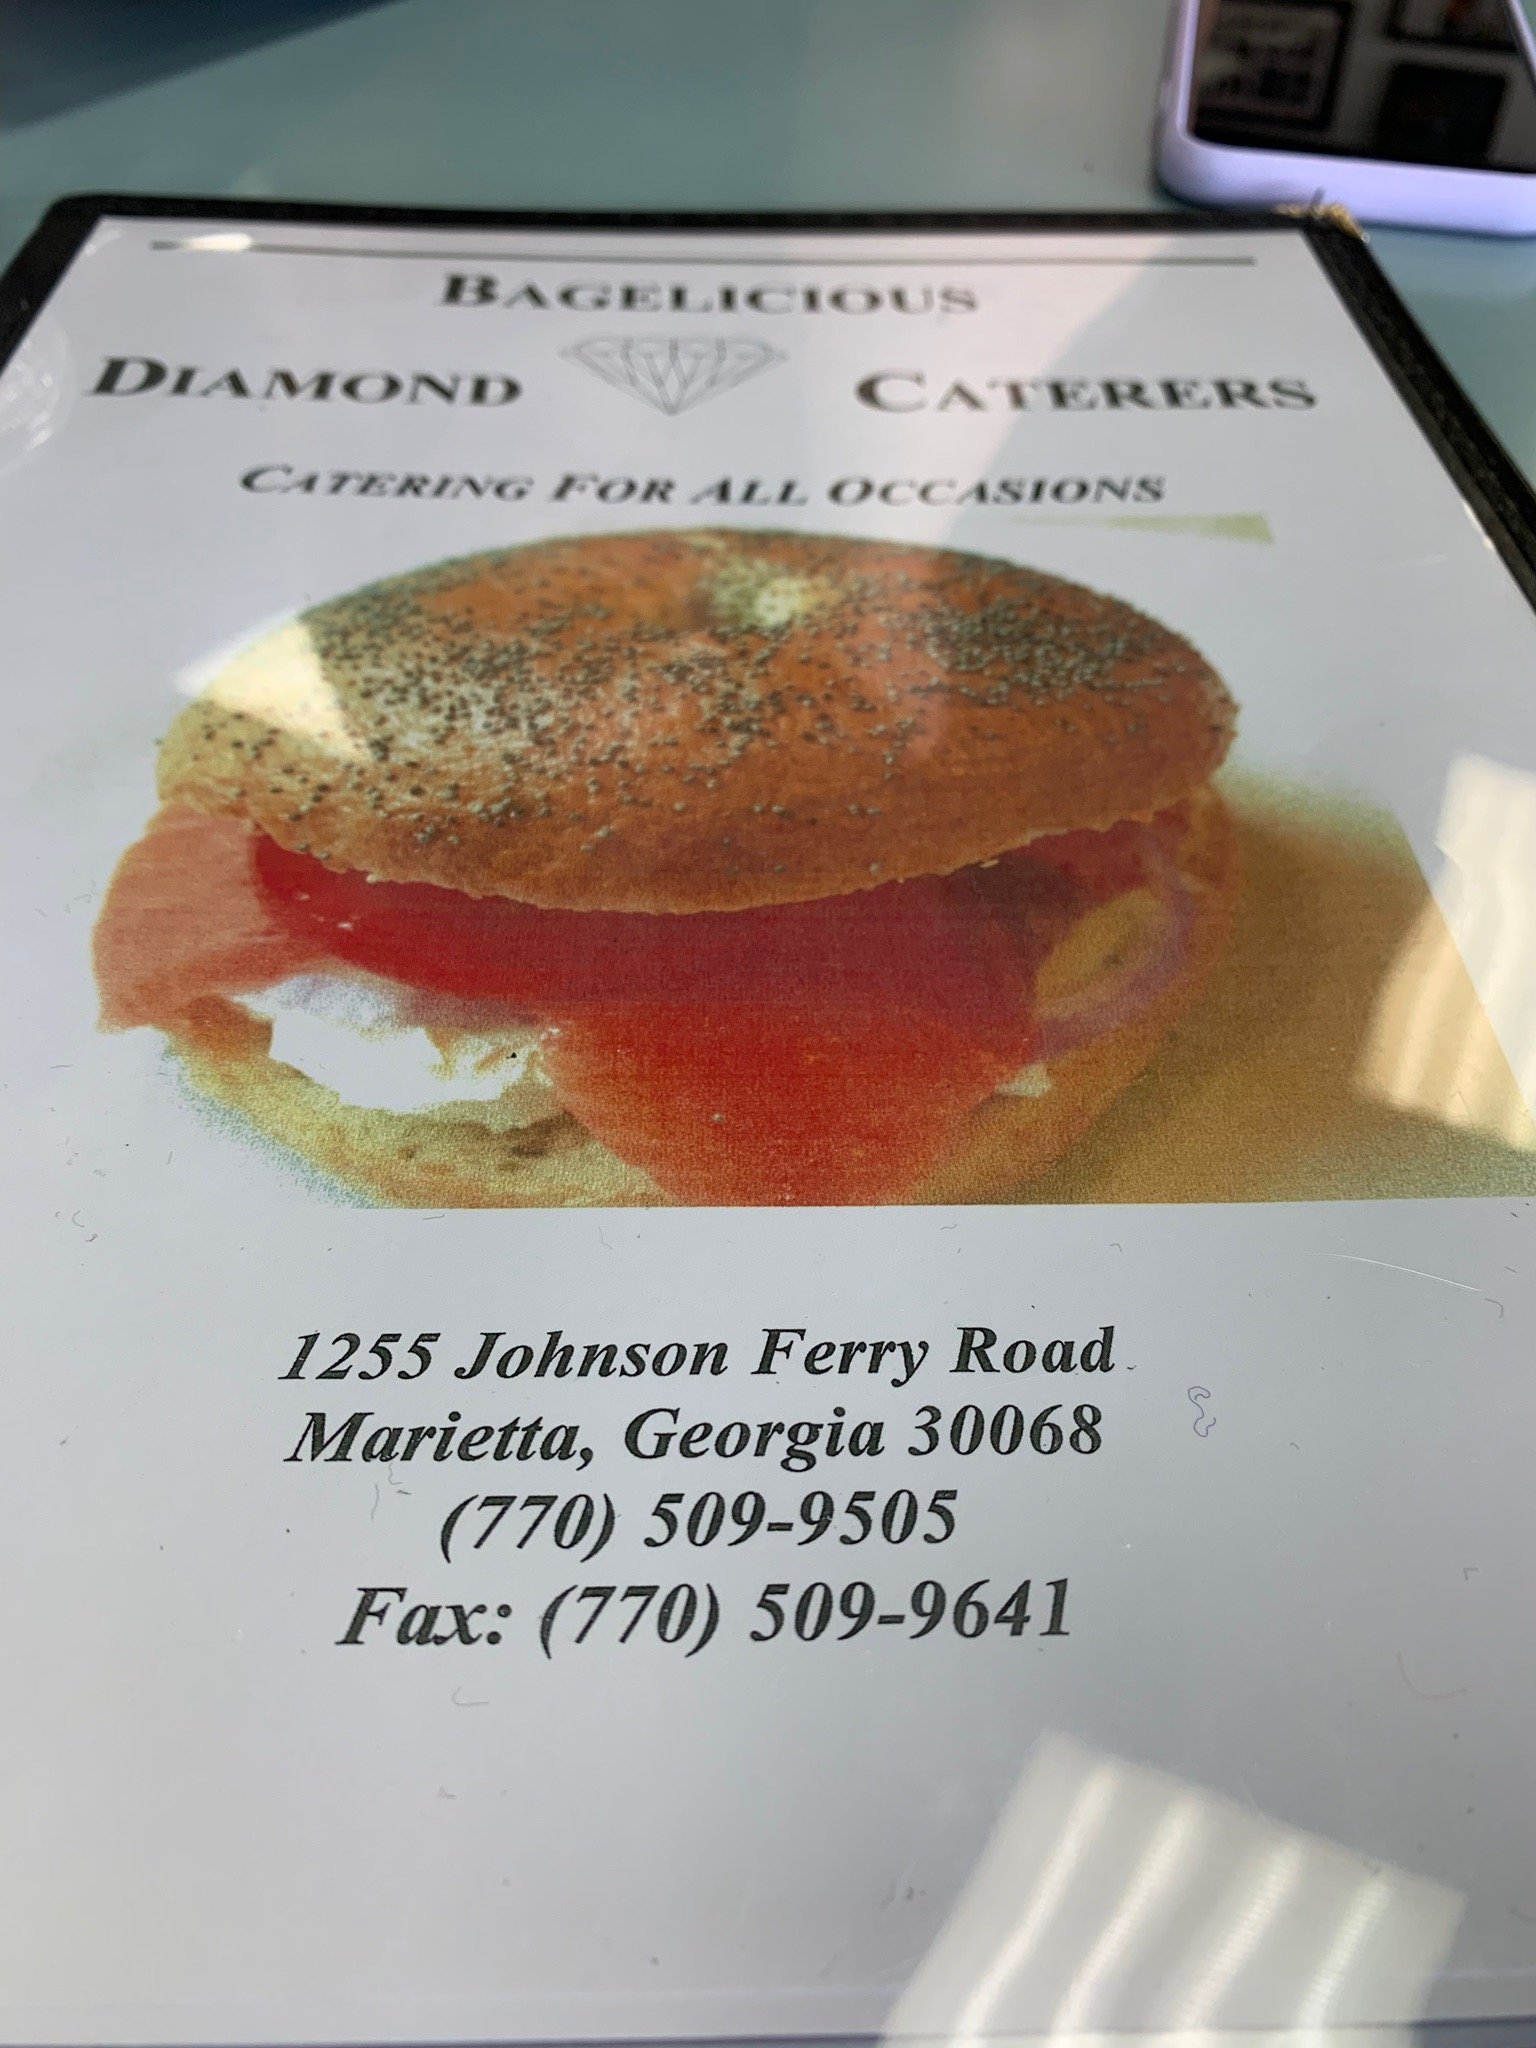 BAGELICIOUS
DIAMOND CATERERS
CATERING FOR ALL OCCASIONS
1255 Johnson Ferry Road
Marietta, Georgia 30068
(770) 509-9505
Fax: (770) 509-9641